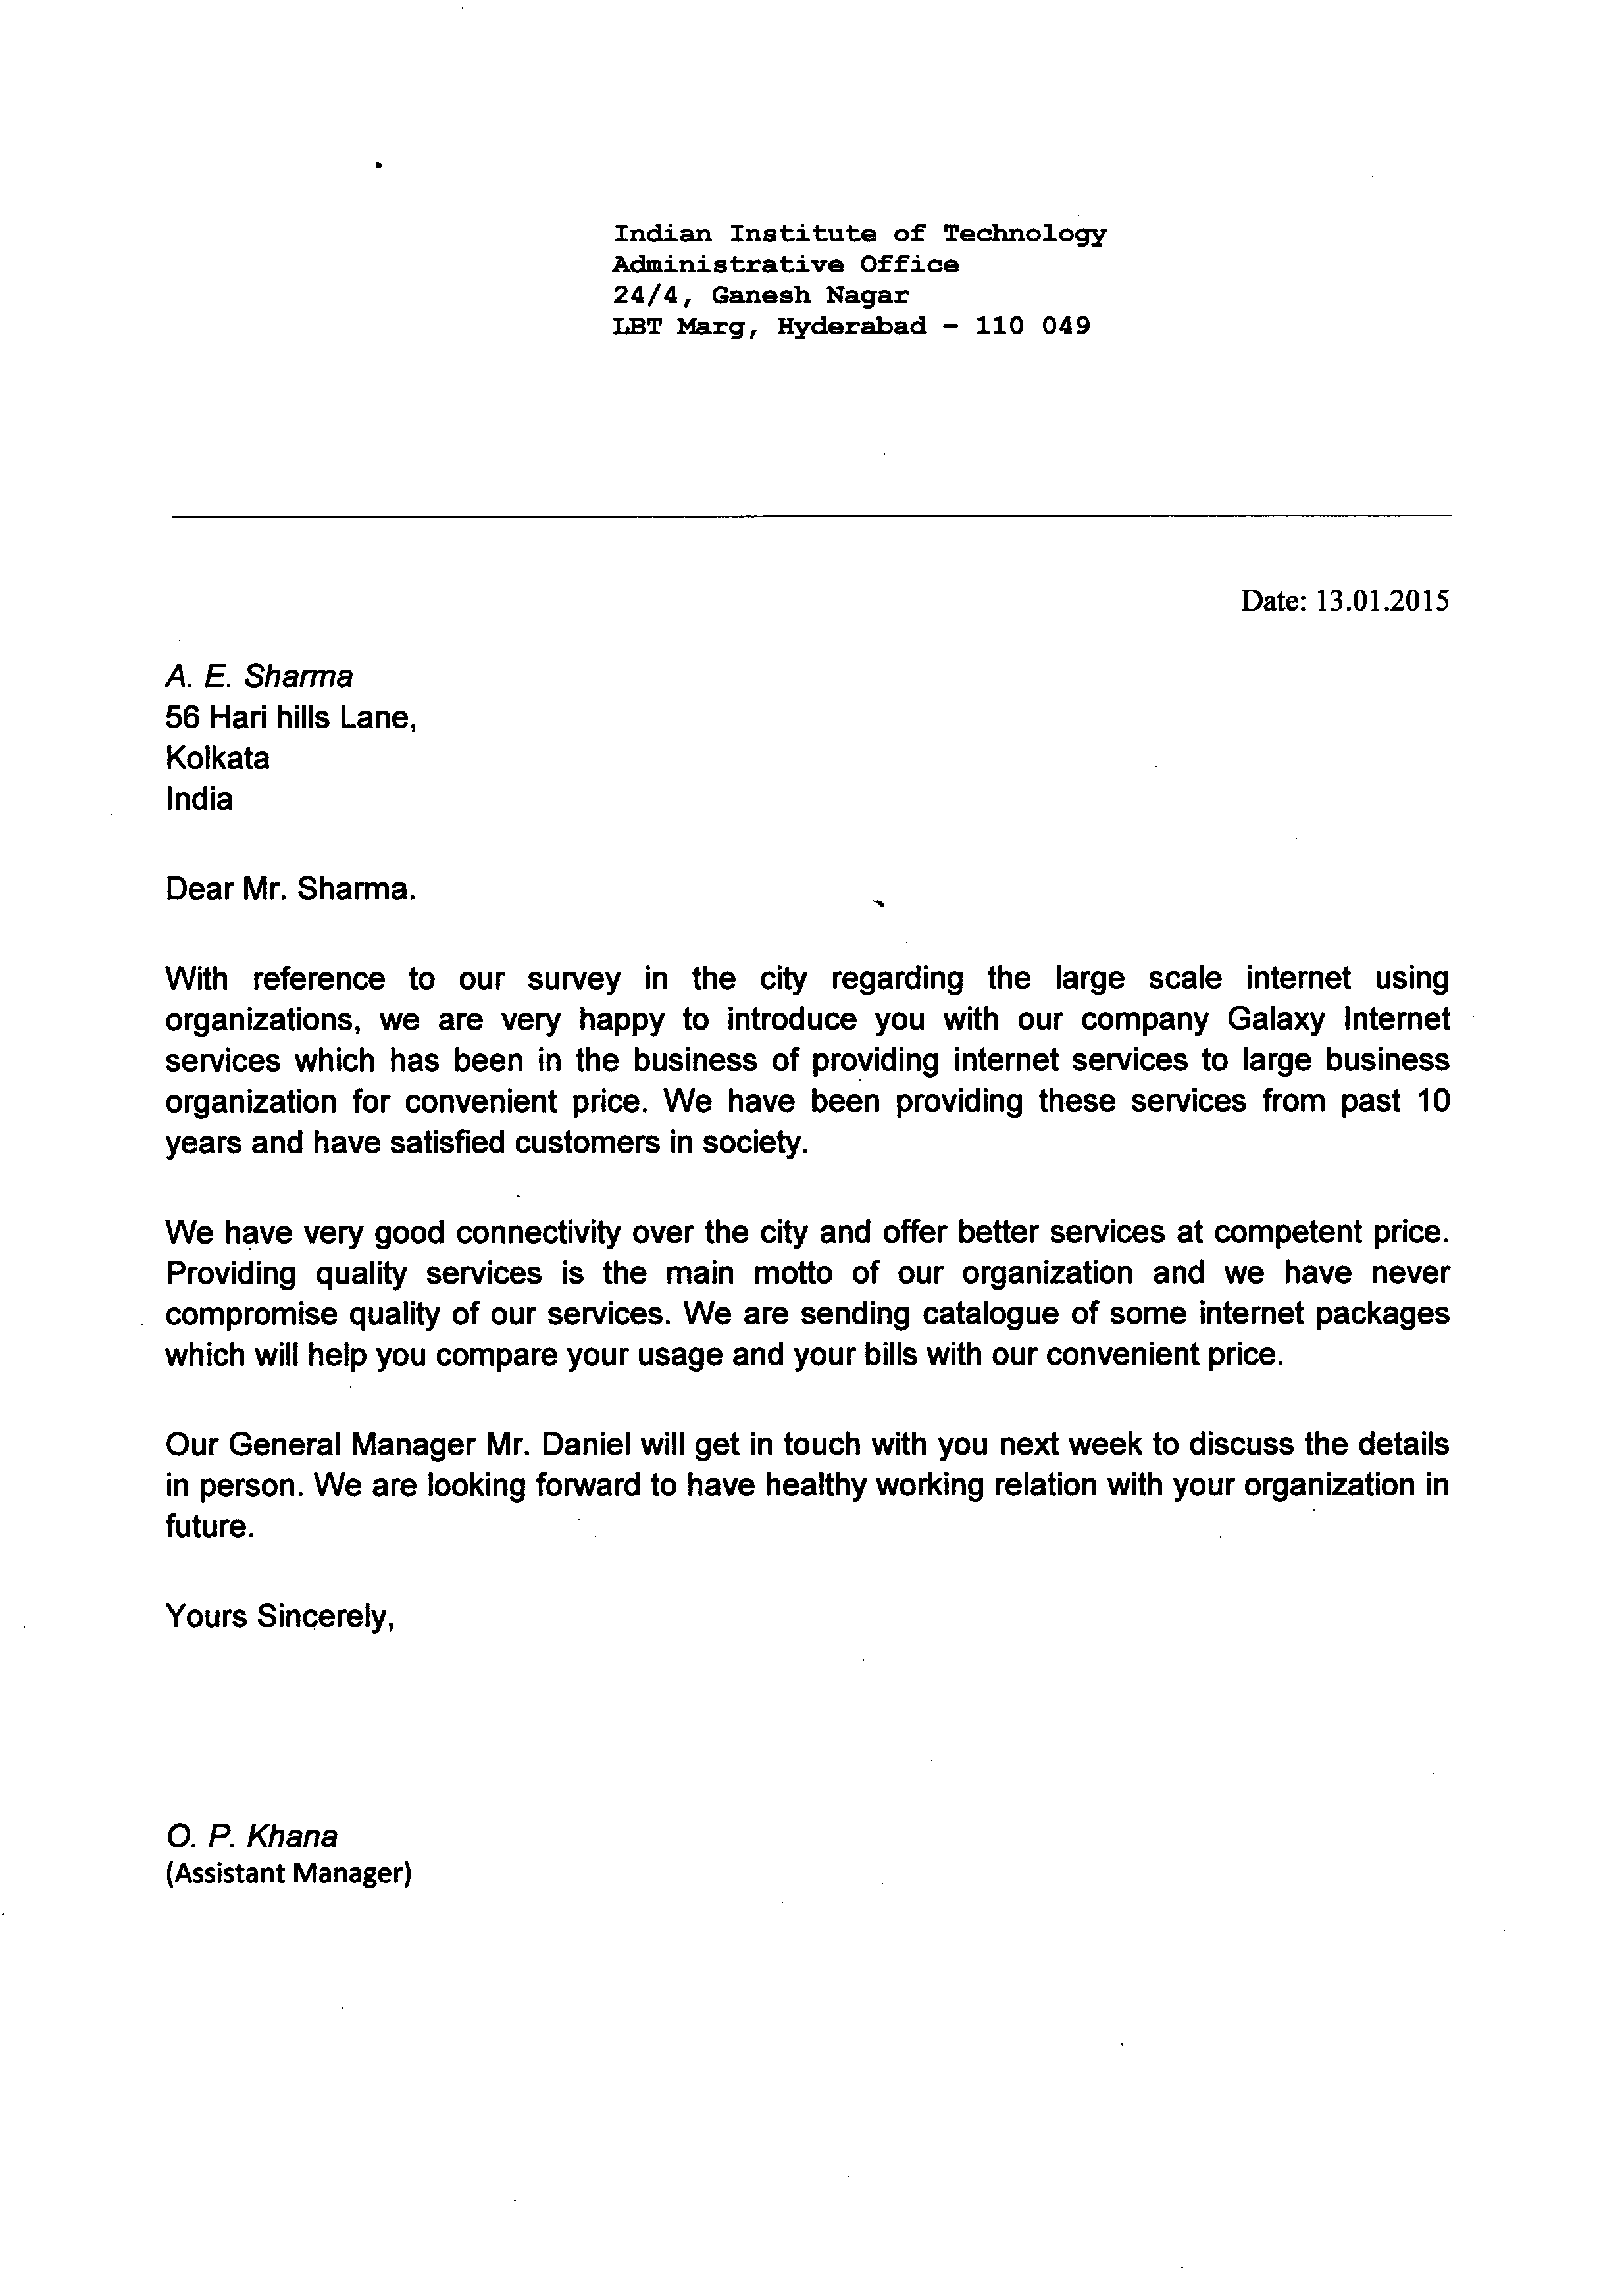 Indian Institute of Technology
Administrative Office
24/4, Ganesh Nagar
LBT Marg, Hyderabad - 110 049
Date: 13.01.2015
A. E. Sharma
56 Hari hills Lane,
Kolkata
India
Dear Mr. Sharma.
With reference to our survey in the city regarding the large scale internet using
organizations, we are very happy to introduce you with our company Galaxy Internet
services which has been in the business of providing internet services to large business
organization for convenient price. We have been providing these services from past 10
years and have satisfied customers in society.
We have very good connectivity over the city and offer better services at competent price.
Providing quality services is the main motto of our organization and we have never
compromise quality of our services. We are sending catalogue of some internet packages
which will help you compare your usage and your bills with our convenient price.
Our General Manager Mr. Daniel will get in touch with you next week to discuss the details
in person. We are looking forward to have healthy working relation with your organization in
future.
Yours Sincerely,
O. P. Khana
(Assistant Manager)